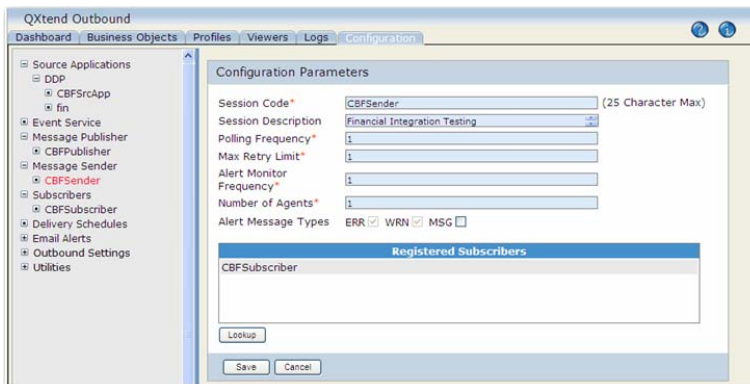 QXtend Outbound
Dashboard Business Objects Profiles Viewers Logs Configuration
Source Applications
DDP
CBFSrcApp
fin
Event Service
Message Publisher
CBFPublisher
Message Sender
CBFSender
Subscribers
CBFSubscriber
Delivery Schedules
Email Alerts
Outbound Settings
Utilities
Configuration Parameters
Session Code* CBFSender (25 Character Max)
Session Description Financial Integration Testing
Polling Frequency* 1
Max Retry Limit* 1
Alert Monitor
Frequency* 1
Number of Agents* 1
Alert Message Types ERR WRN MSG
Registered Subscribers
CBFSubscriber
Lookup
Save Cancel